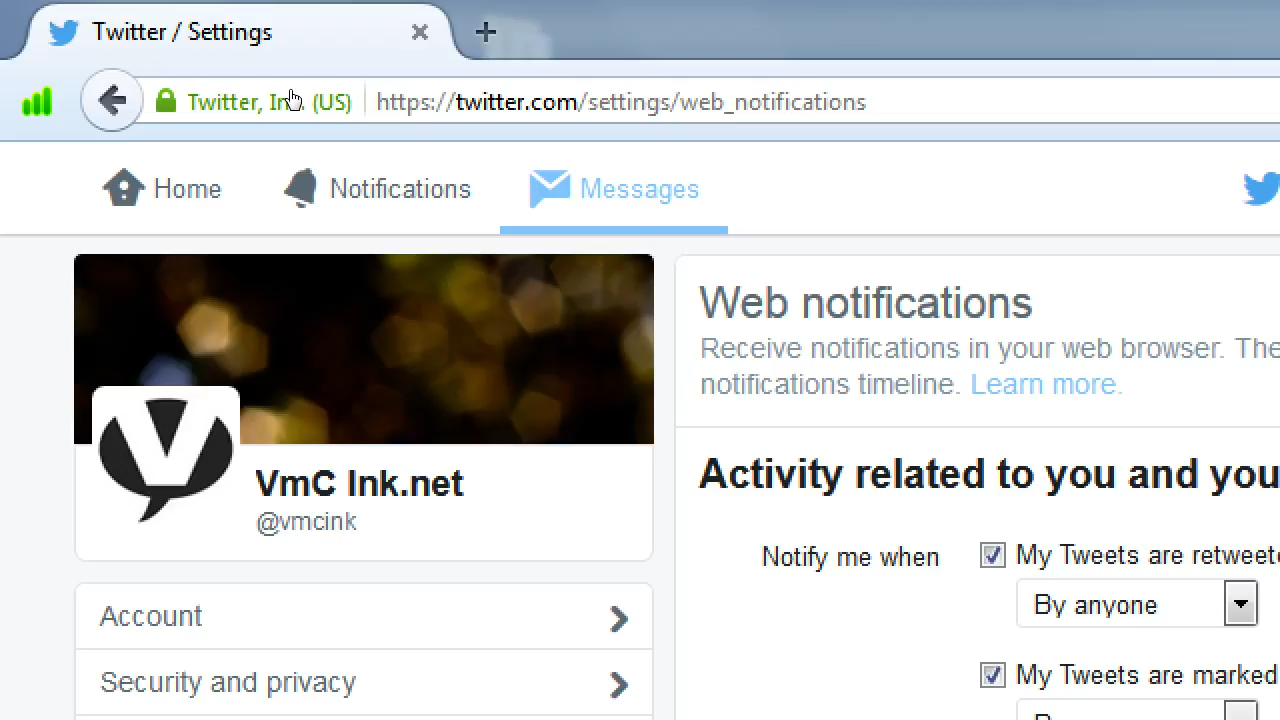 Twitter / Settings
Twitter, In . (US) https://twitter.com/settings/web_notifications
Home Notifications Messages
Web notifications
Receive notifications in your web browser. The
notifications timeline. Learn more.
V
VmC Ink.net
@vmcink
Activity related to you and you
Notify me when My Tweets are retweete
By anyone
My Tweets are marked
Account
Security and privacy